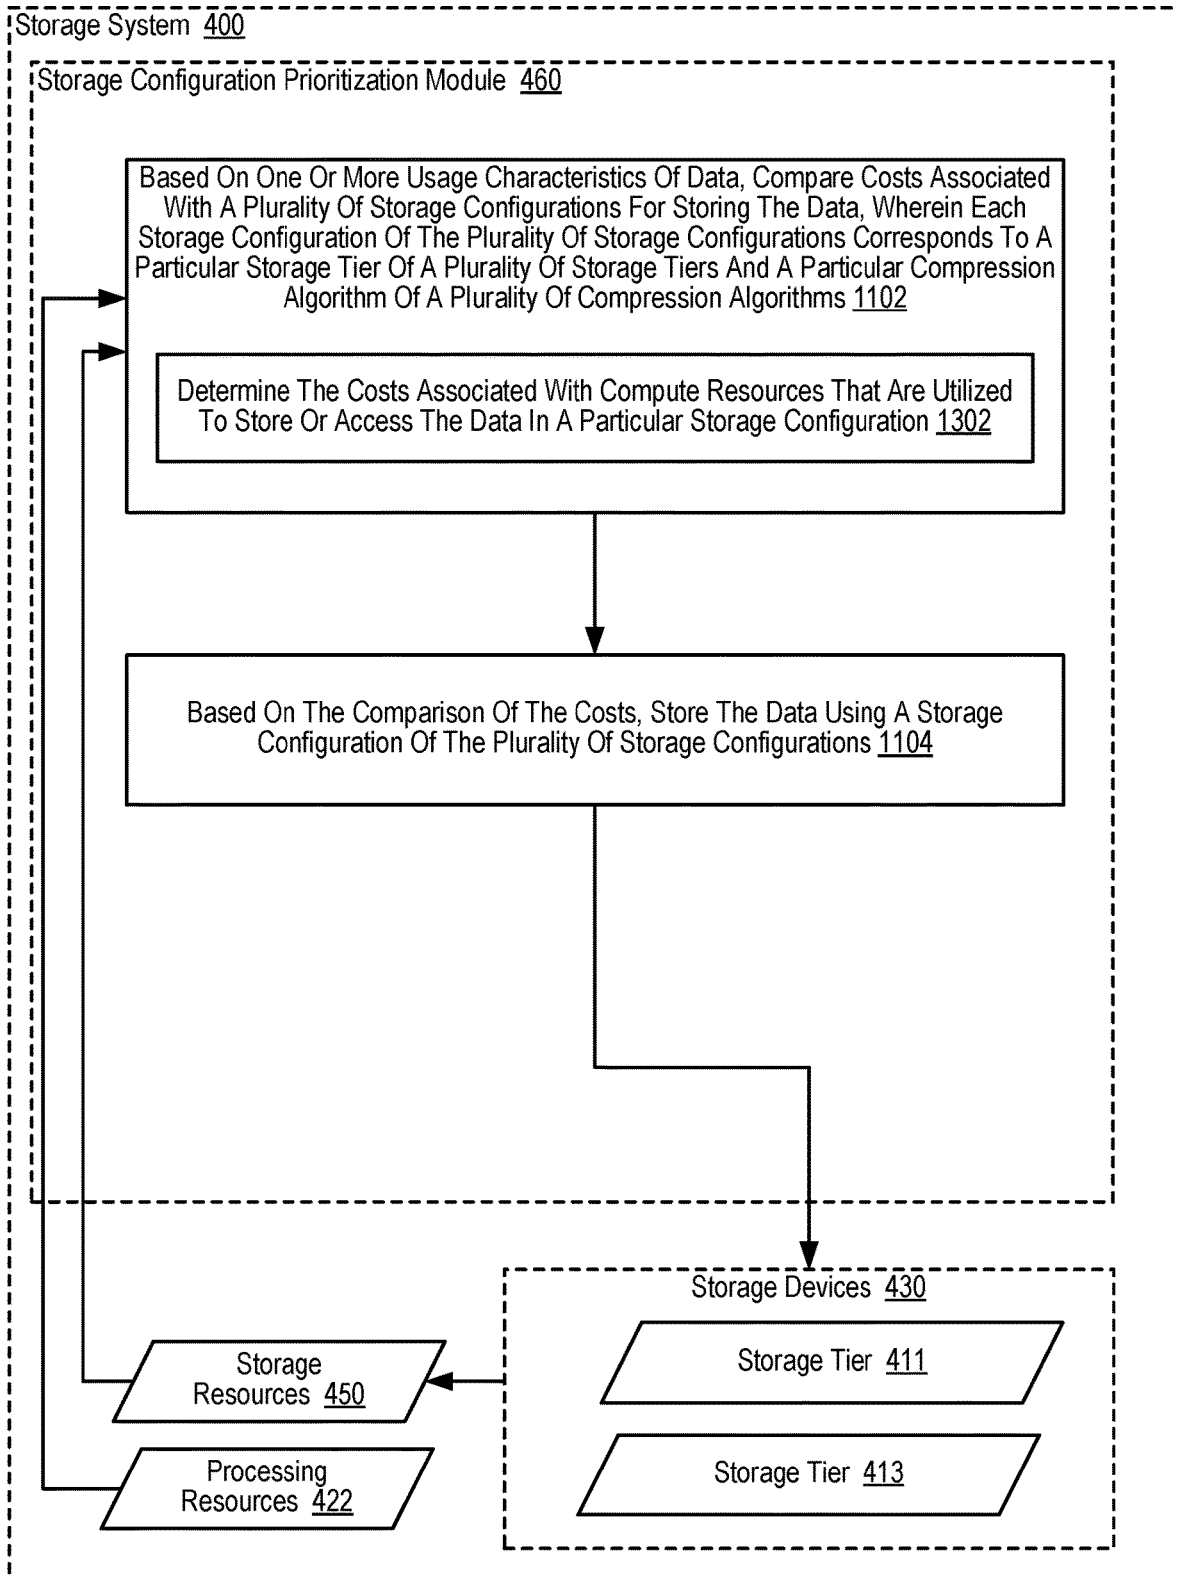 Storage System 400
Storage Configuration Prioritization Module 460
Based On One Or More Usage Characteristics Of Data, Compare Costs Associated
With A Plurality Of Storage Configurations For Storing The Data, Wherein Each
Storage Configuration Of The Plurality Of Storage Configurations Corresponds To A
Particular Storage Tier Of A Plurality Of Storage Tiers And A Particular Compression
Algorithm Of A Plurality Of Compression Algorithms 1102
Determine The Costs Associated With Compute Resources That Are Utilized
To Store Or Access The Data In A Particular Storage Configuration 1302
Based On The Comparison Of The Costs, Store The Data Using A Storage
Configuration Of The Plurality Of Storage Configurations 1104
Storage Devices 430
Storage Tier 411
Storage
Resources 450
Storage Tier 413
Processing
Resources 422